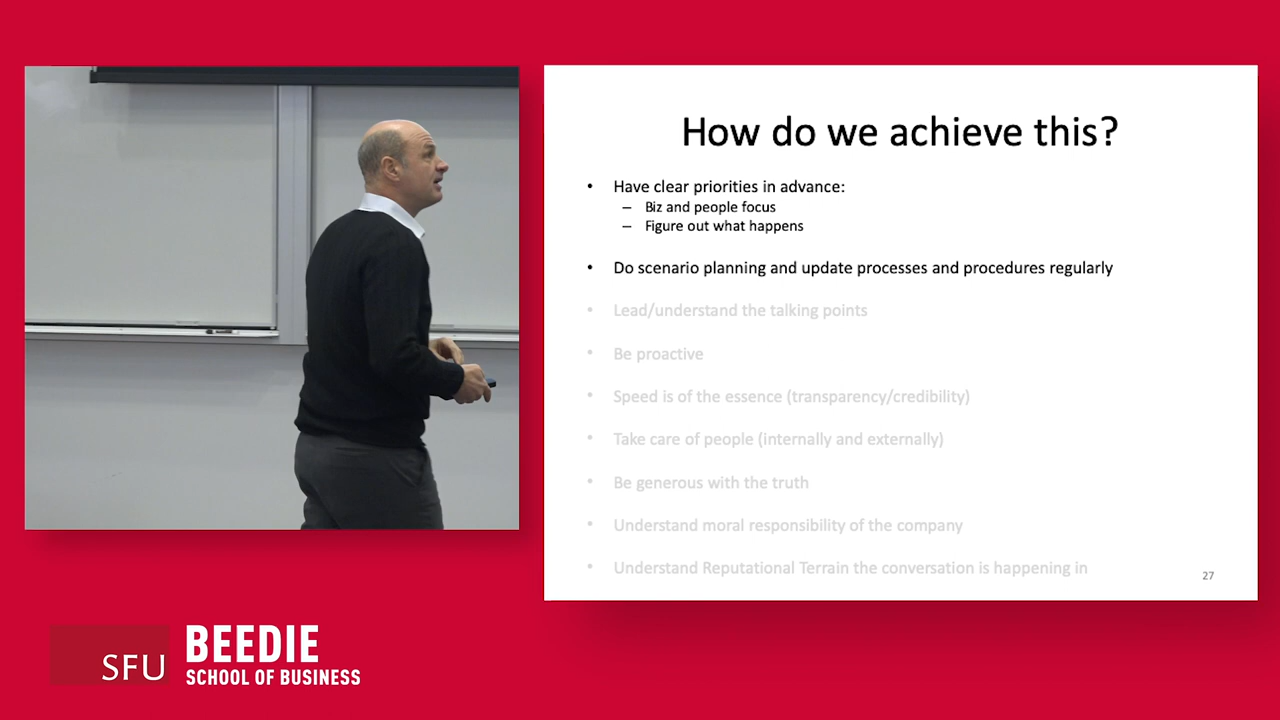 How do we achieve this?
• Have clear priorities in advance:
– Biz and people focus
– Figure out what happens
• Do scenario planning and update processes and procedures regularly
• Lead/understand the talking points
• Be proactive
• Speed is of the essence (transparency/credibility)
• Take care of people (internally and externally)
• Be generous with the truth
• Understand moral responsibility of the company
• Understand Reputational Terrain the conversation is happening in
27
SFU
BEEDIE
SCHOOL OF BUSINESS